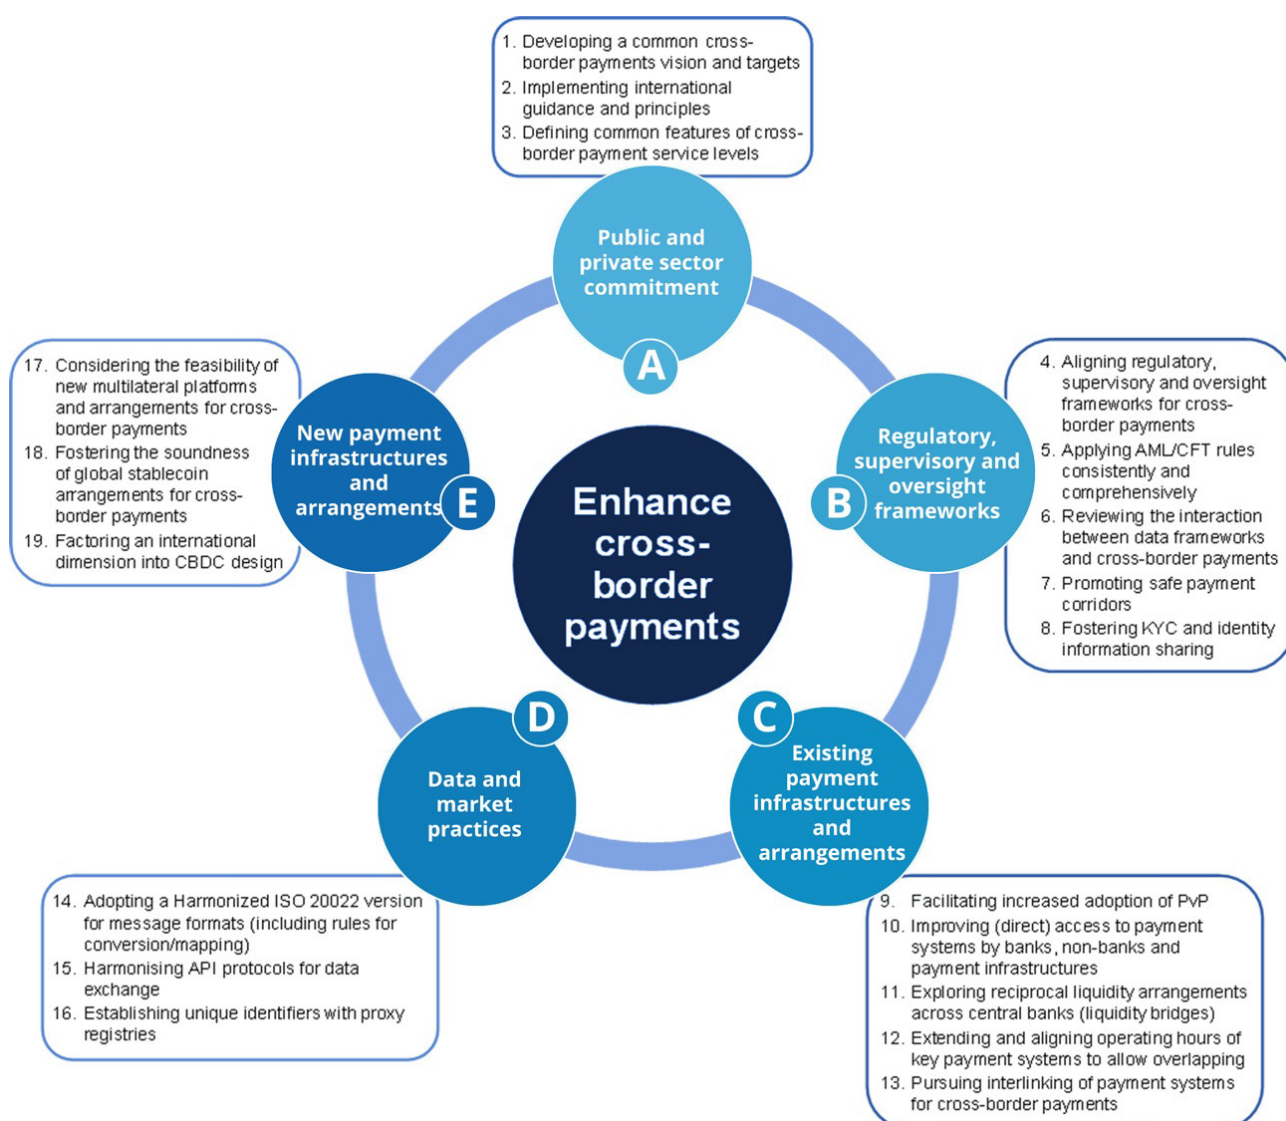 1. Developing a common cross-
border payments vision and targets
2. Implementing international
guidance and principles
3. Defining common features of cross-
border payment service levels
Public and
private sector
commitment
A
17. Considering the feasibility of
new multilateral platforms
and arrangements for cross-
border payments
18. Fostering the soundness
of global stablecoin
arrangements for cross-
border payments
19. Factoring an international
dimension into CBDC design
New payment
infrastructures
and
arrangements
E
Enhance
cross-
border
payments
Regulatory,
supervisory and
oversight
frameworks
B
4. Aligning regulatory,
supervisory and oversight
frameworks for cross-
border payments
5. Applying AML/CFT rules
consistently and
comprehensively
6. Reviewing the interaction
between data frameworks
and cross-border payments
7. Promoting safe payment
corridors
8. Fostering KYC and identity
information sharing
D
Data and
market
practices
C
Existing
payment
infrastructures
and
arrangements
14. Adopting a Harmonized ISO 20022 version
for message formats (including rules for
conversion/mapping)
15. Harmonising API protocols for data
exchange
16. Establishing unique identifiers with proxy
registries
9. Facilitating increased adoption of PvP
10. Improving (direct) access to payment
systems by banks, non-banks and
payment infrastructures
11. Exploring reciprocal liquidity arrangements
across central banks (liquidity bridges)
12. Extending and aligning operating hours of
key payment systems to allow overlapping
13. Pursuing interlinking of payment systems
for cross-border payments